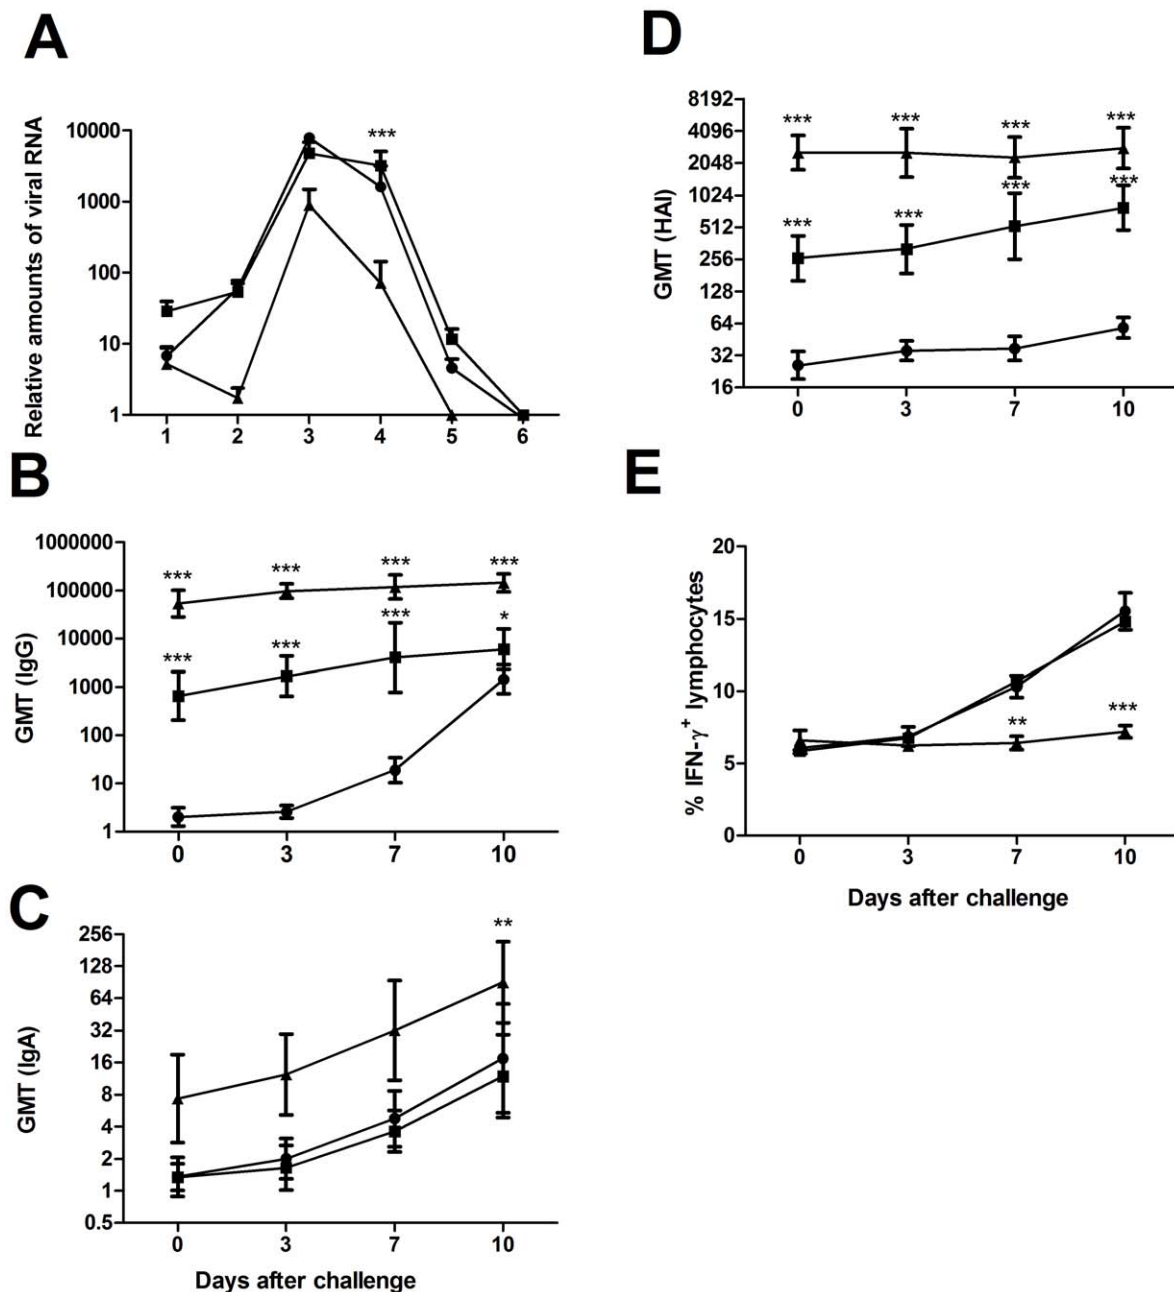 A
Relative amounts of viral RNA
10000
1000
100
10
1
***
1 2 3 4 5 6
B
GMT (IgG)
1000000
100000
10000
1000
100
10
1
*** *** *** ***
*** *** *** *
0 3 7 10
C
GMT (IgA)
256
128
64
32
16
8
4
2
1
0.5
**
0 3 7 10
Days after challenge
D
GMT (HAI)
8192
4096
2048
1024
512
256
128
64
32
16
*** *** *** ***
*** *** *** ***
0 3 7 10
E
% IFN-γ+ lymphocytes
20
15
10
5
0
** ***
0 3 7 10
Days after challenge